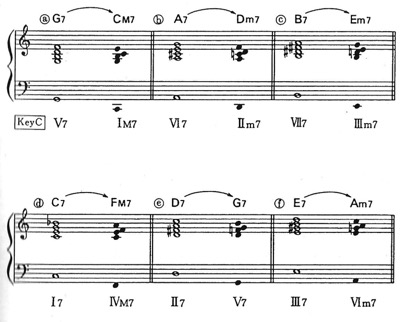 ⓐ G7 CM7 ⓑ A7 Dm7 ⓒ B7 Em7
KeyC V7 IM7 VI7 IIm7 VII7 IIIm7
ⓓ C7 FM7 ⓔ D7 G7 ⓕ E7 Am7
I7 IVM7 II7 V7 III7 VIm7